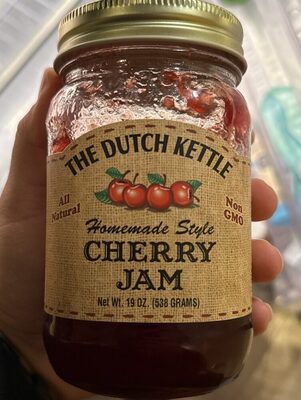 THE DUTCH KETTLE
All
Natural
Non
GMO
Homemade Style
CHERRY
JAM
Net Wt. 19 OZ. (538 GRAMS)